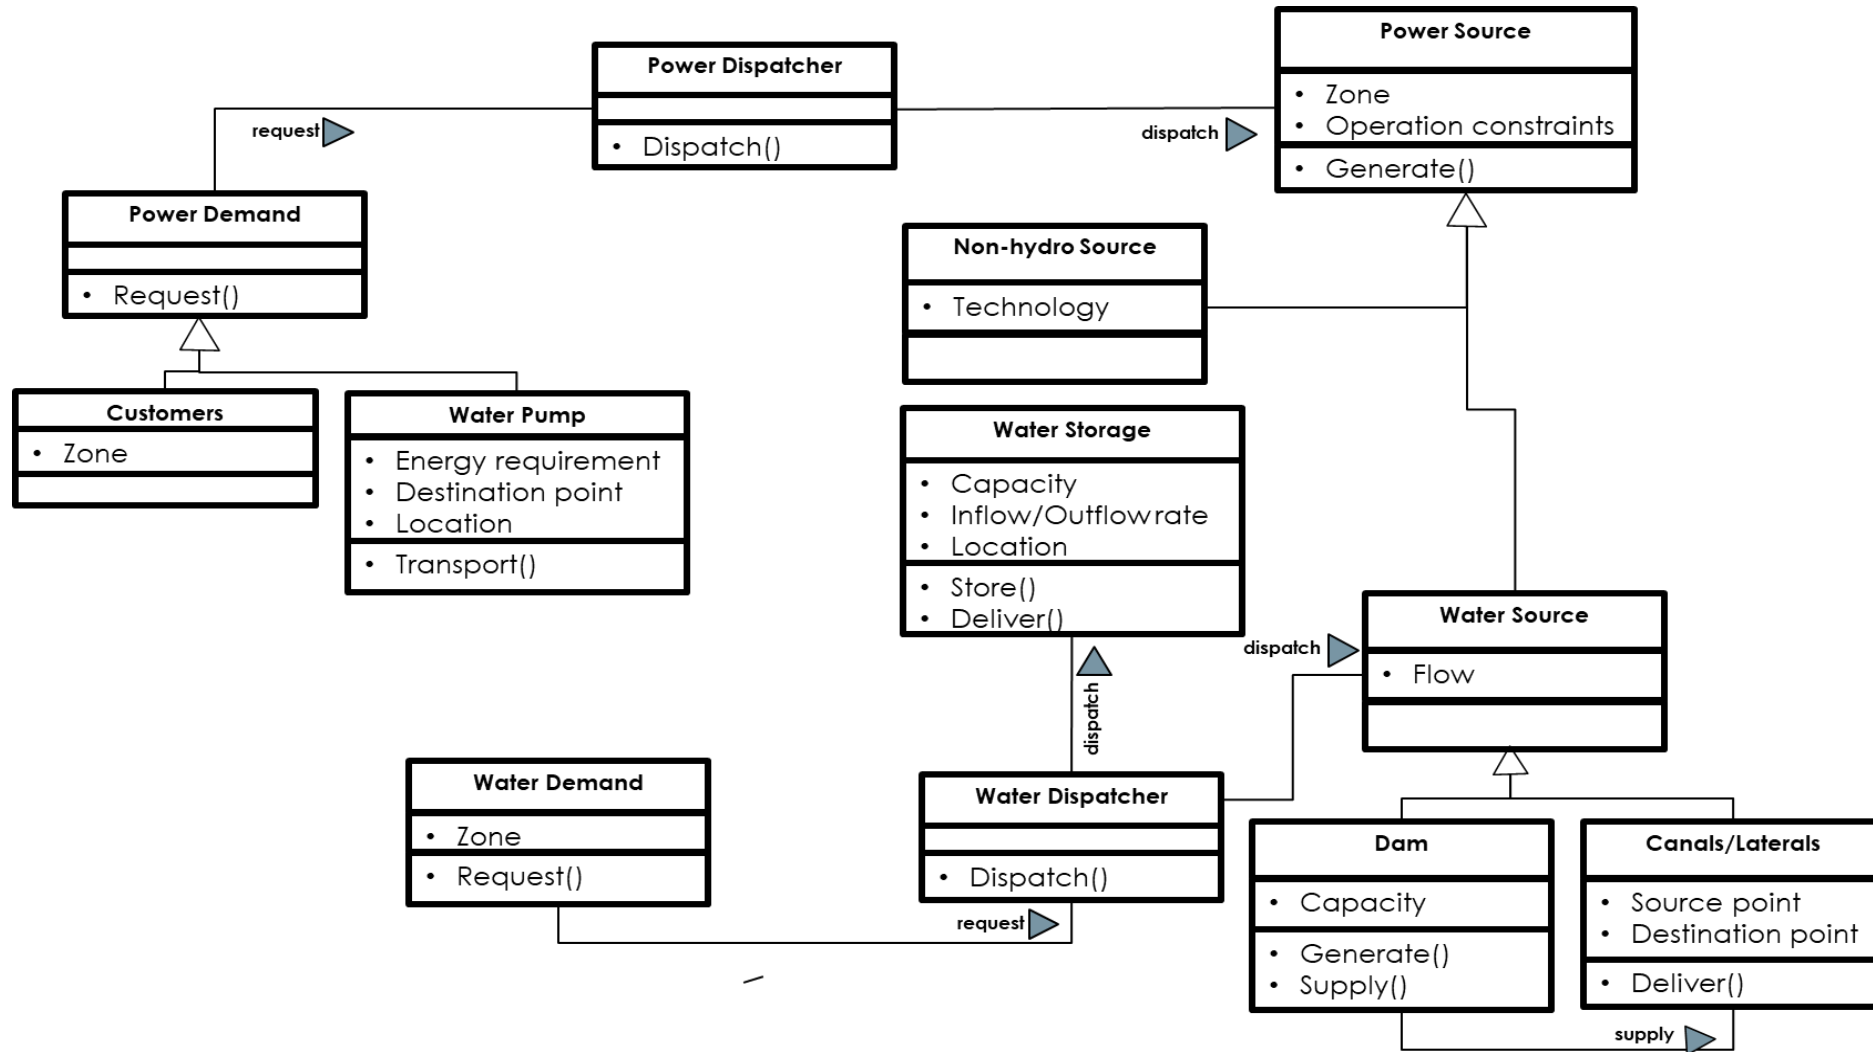 Power Source
• Zone
• Operation constraints
• Generate()
Power Dispatcher
• Dispatch()
request
dispatch
Power Demand
• Request()
Non-hydro Source
• Technology
Customers
• Zone
Water Pump
• Energy requirement
• Destination point
• Location
• Transport()
Water Storage
• Capacity
• Inflow/Outflow rate
• Location
• Store()
• Deliver()
Water Source
• Flow
dispatch
dispatch
Water Demand
• Zone
• Request()
Water Dispatcher
• Dispatch()
request
Dam
• Capacity
• Generate()
• Supply()
Canals/Laterals
• Source point
• Destination point
• Deliver()
supply